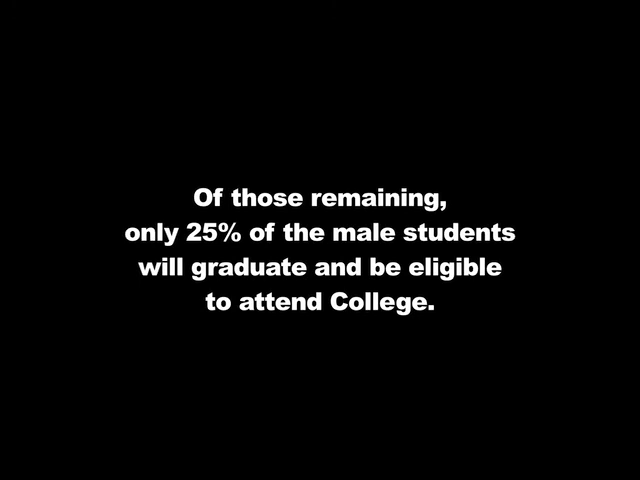 Of those remaining,
only 25% of the male students
will graduate and be eligible
to attend College.